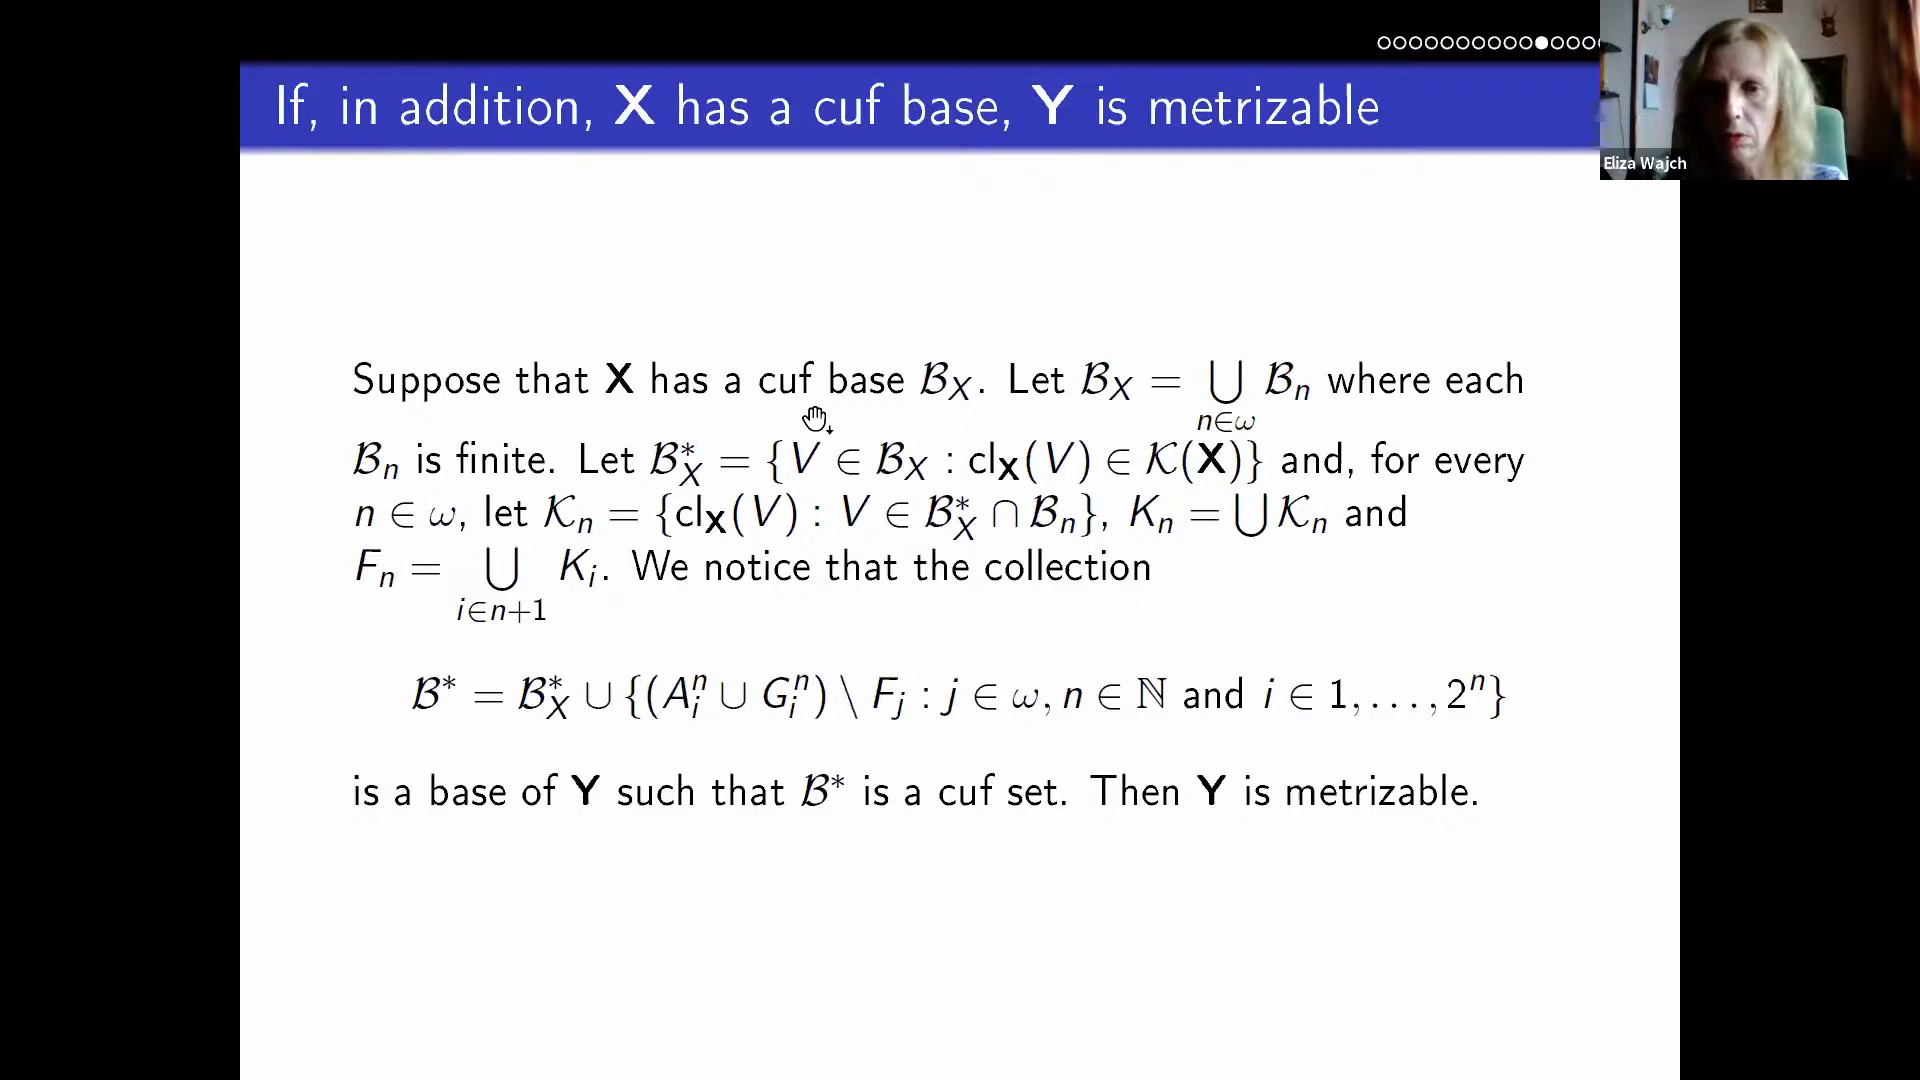 If, in addition, X has a cuf base, Y is metrizable
Eliza Wajch
Suppose that X has a cuf base 𝓑_X. Let 𝓑_X = ⋃_{n∈ω} 𝓑_n where each
𝓑_n is finite. Let 𝓑*_X = {V ∈ 𝓑_X : cl_X(V) ∈ 𝒦(X)} and, for every
n ∈ ω, let 𝒦_n = {cl_X(V) : V ∈ 𝓑*_X ∩ 𝓑_n}, K_n = ⋃𝒦_n and
F_n = ⋃_{i∈n+1} K_i. We notice that the collection
𝓑* = 𝓑*_X ∪ {(A_i^n ∪ G_i^n) \ F_j : j ∈ ω, n ∈ ℕ and i ∈ 1, . . . , 2^n}
is a base of Y such that 𝓑* is a cuf set. Then Y is metrizable.